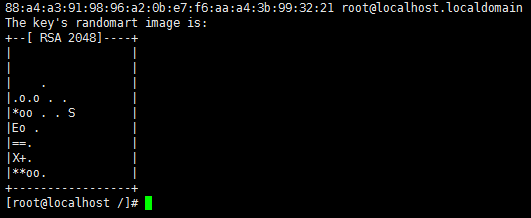 88:a4:a3:91:98:96:a2:0b:e7:f6:aa:a4:3b:99:32:21 root@localhost.localdomain
The key's randomart image is:
+--[ RSA 2048]----+
|                 |
|                 |
|    .            |
|.o.o . .         |
|*oo . . S        |
|Eo .             |
|==.              |
|X+.              |
|**oo.            |
+-----------------+
[root@localhost /]#